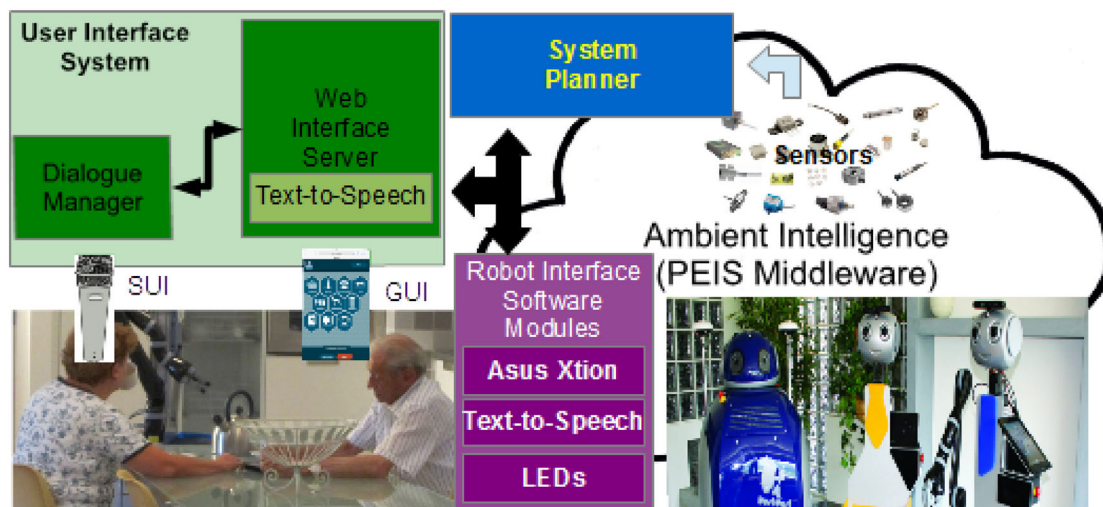 User Interface
System
Web
Interface
Server
Text-to-Speech
Dialogue
Manager
SUI
GUI
System
Planner
Sensors
Ambient Intelligence
(PEIS Middleware)
Robot Interface
Software
Modules
Asus Xtion
Text-to-Speech
LEDs